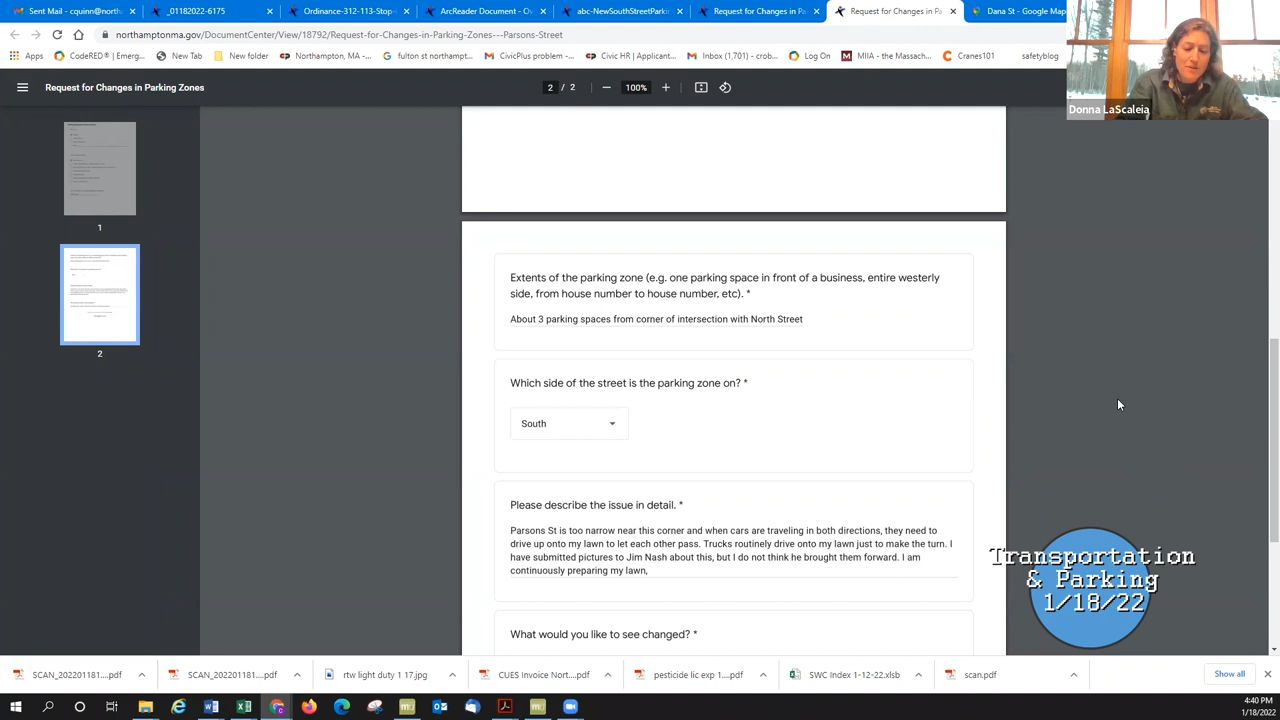 Sent Mail - cquinn@north
_01182022-6175
Ordinance-312-113-Stop-
ArcReader Document - Ci
abc-NewSouthStreetParki
Request for Changes in Pa
Request for Changes in Pa
Dana St - Google Map
northamptonma.gov/DocumentCenter/View/18792/Request-for-Changes-in-Parking-Zones---Parsons-Street
Apps
CodeRED® | Emerg...
New Tab
New folder
Northampton, MA -...
fulton st northampt...
CivicPlus problem -...
Civic HR | Applicant...
Inbox (1,701) - crob...
Log On
MIIA - the Massach...
Cranes101
safetyblog
Donna LaScaleia
Request for Changes in Parking Zones
2 / 2
100%
1
2
Extents of the parking zone (e.g. one parking space in front of a business, entire westerly
side, from house number to house number, etc). *
About 3 parking spaces from corner of intersection with North Street
Which side of the street is the parking zone on? *
South
Please describe the issue in detail. *
Parsons St is too narrow near this corner and when cars are traveling in both directions, they need to
drive up onto my lawn to let each other pass. Trucks routinely drive onto my lawn just to make the turn. I
have submitted pictures to Jim Nash about this, but I do not think he brought them forward. I am
continuously preparing my lawn,
What would you like to see changed? *
Transportation
& Parking
1/18/22
SCAN_202201181....pdf
SCAN_202201181....pdf
rtw light duty 1 17.jpg
CUES Invoice Nort....pdf
pesticide lic exp 1....pdf
SWC Index 1-12-22.xlsb
scan.pdf
Show all
4:40 PM
1/18/2022